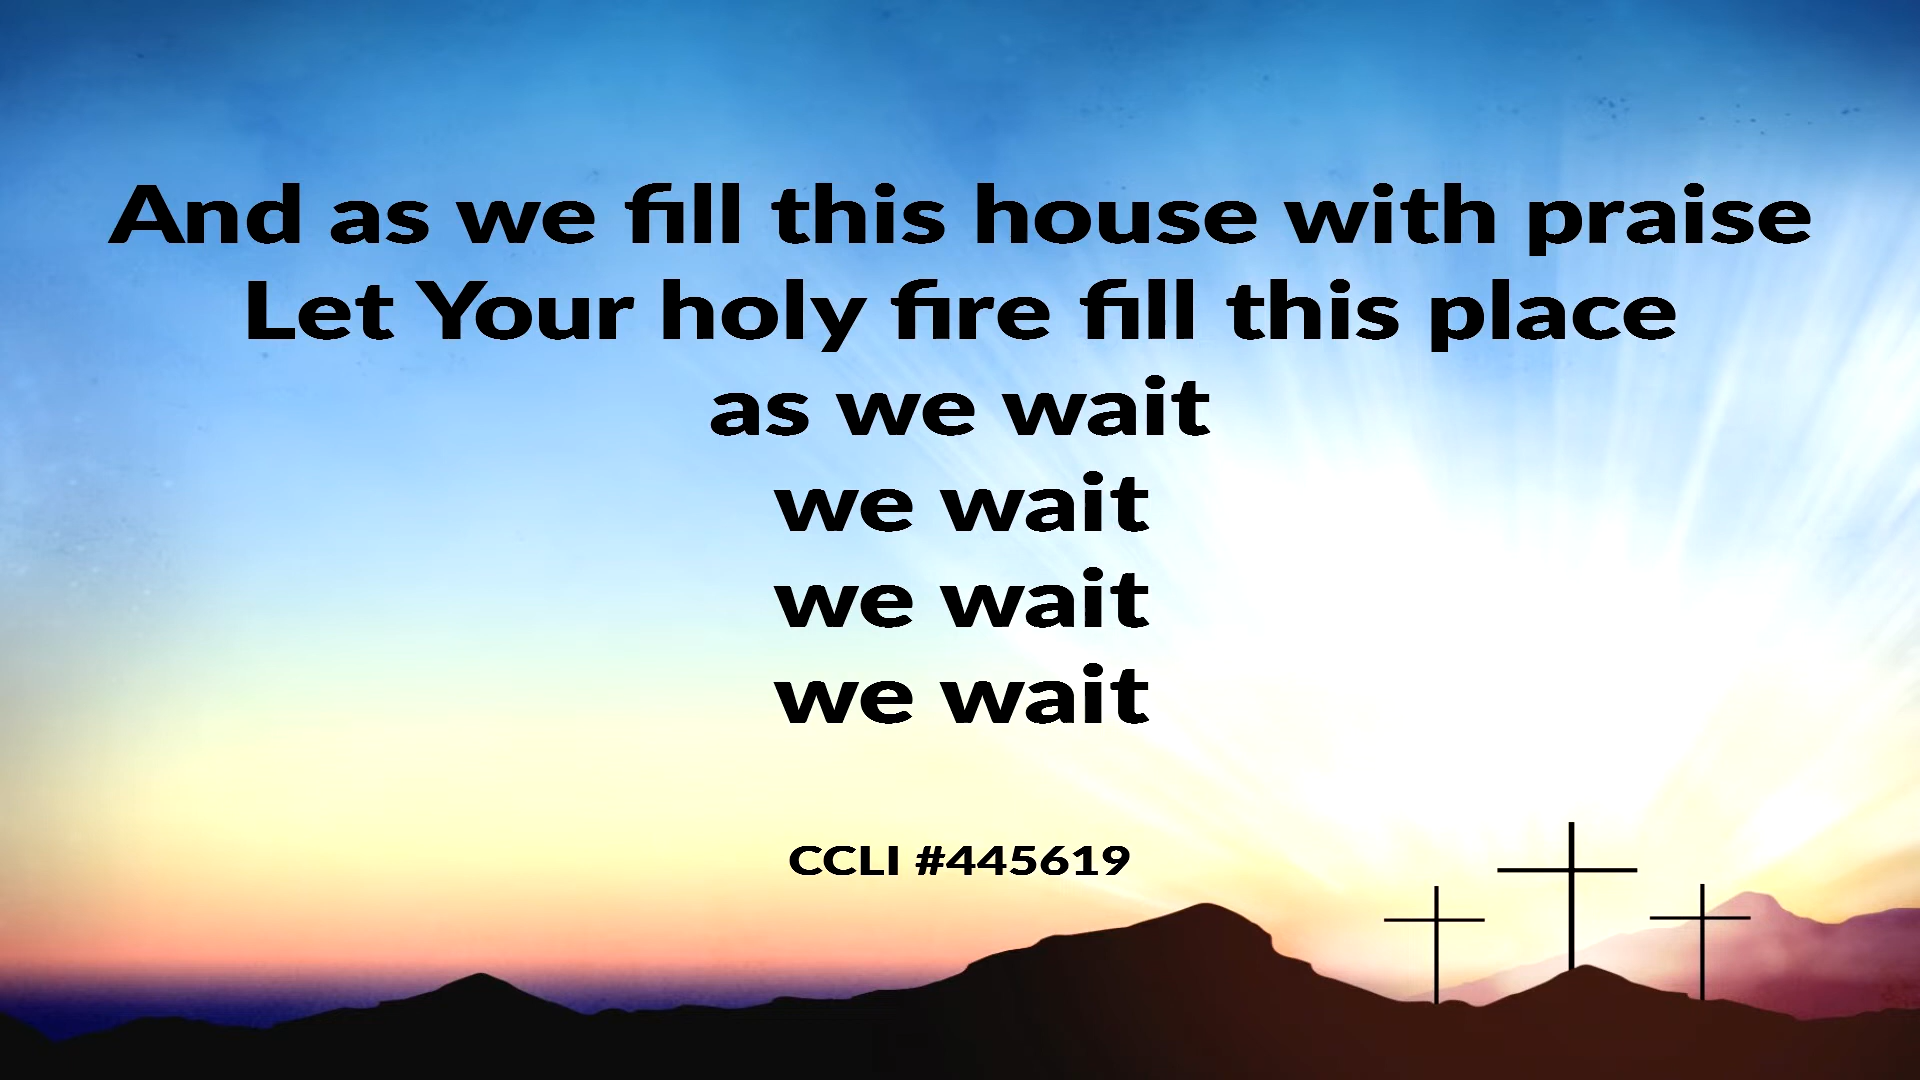 And as we fill this house with praise
Let Your holy fire fill this place
as we wait
we wait
we wait
we wait
CCLI #445619